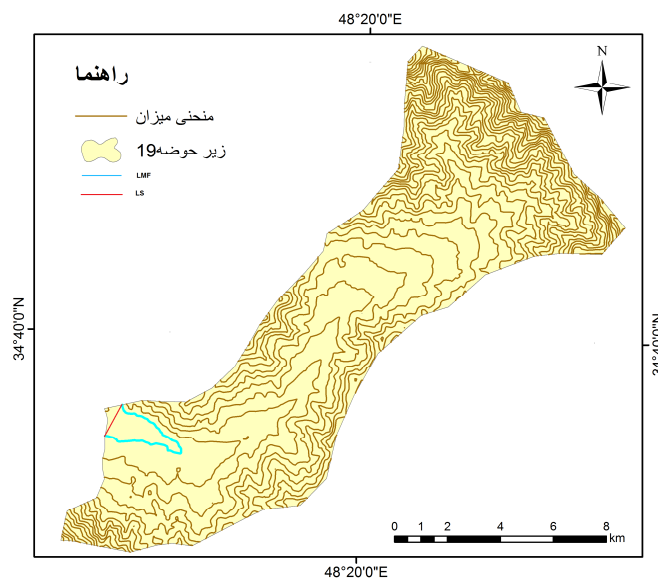 48°20'0"E
راهنما
N
منحنی میزان
زیر حوضه19
LMF
LS
34°40'0"N
34°40'0"N
0 1 2 4 6 8
km
48°20'0"E